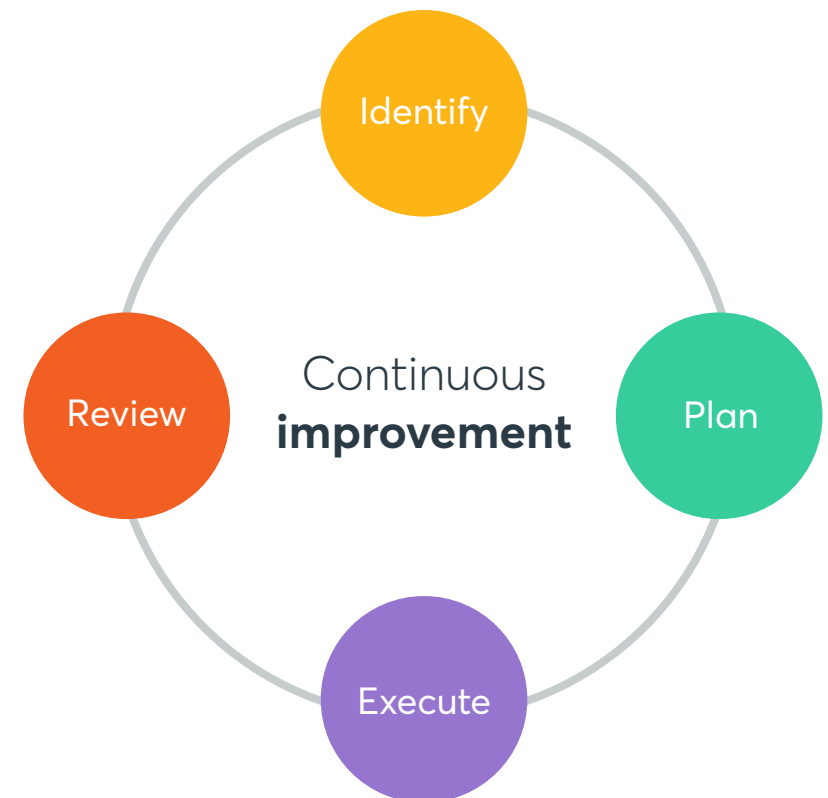 Identify
Review
Continuous
improvement
Plan
Execute